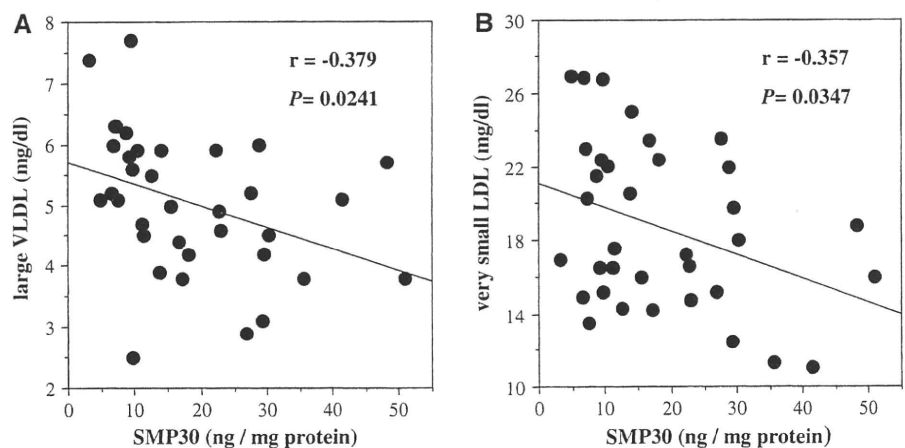 A
8
7
6
5
4
3
2
large VLDL (mg/dl)
r = -0.379
P= 0.0241
0 10 20 30 40 50
SMP30 (ng / mg protein)
B
30
26
22
18
14
10
very small LDL (mg/dl)
r = -0.357
P= 0.0347
0 10 20 30 40 50
SMP30 (ng / mg protein)